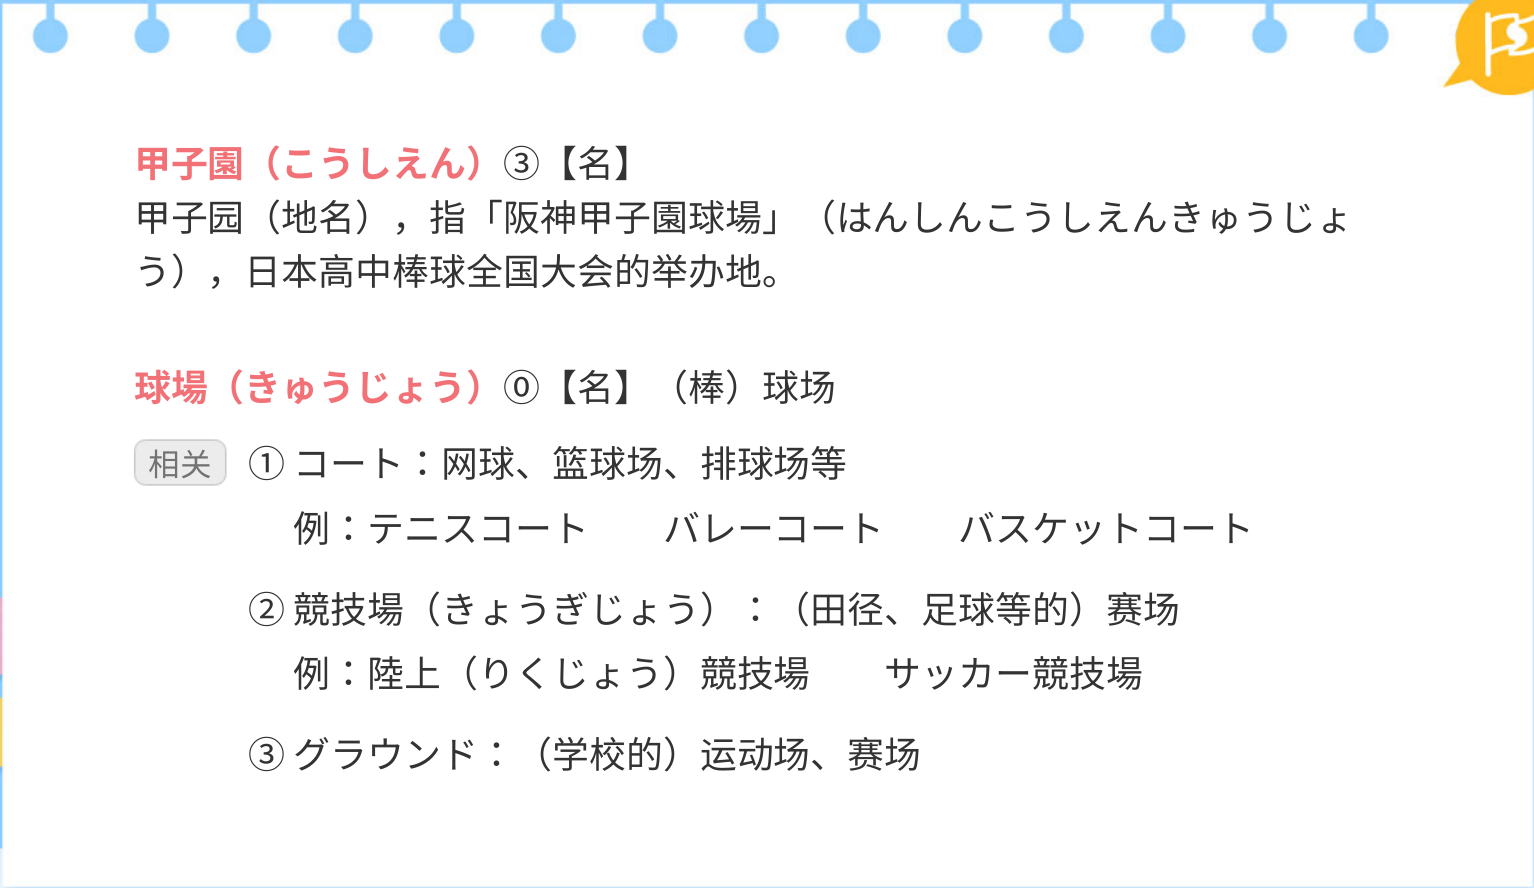 甲子園（こうしえん）③【名】
甲子园（地名），指「阪神甲子園球場」（はんしんこうしえんきゅうじょ
う），日本高中棒球全国大会的举办地。
球場（きゅうじょう）⓪【名】（棒）球场
相关 ① コート：网球、篮球场、排球场等
例：テニスコート　　バレーコート　　バスケットコート
② 競技場（きょうぎじょう）：（田径、足球等的）赛场
例：陸上（りくじょう）競技場　　サッカー競技場
③ グラウンド：（学校的）运动场、赛场